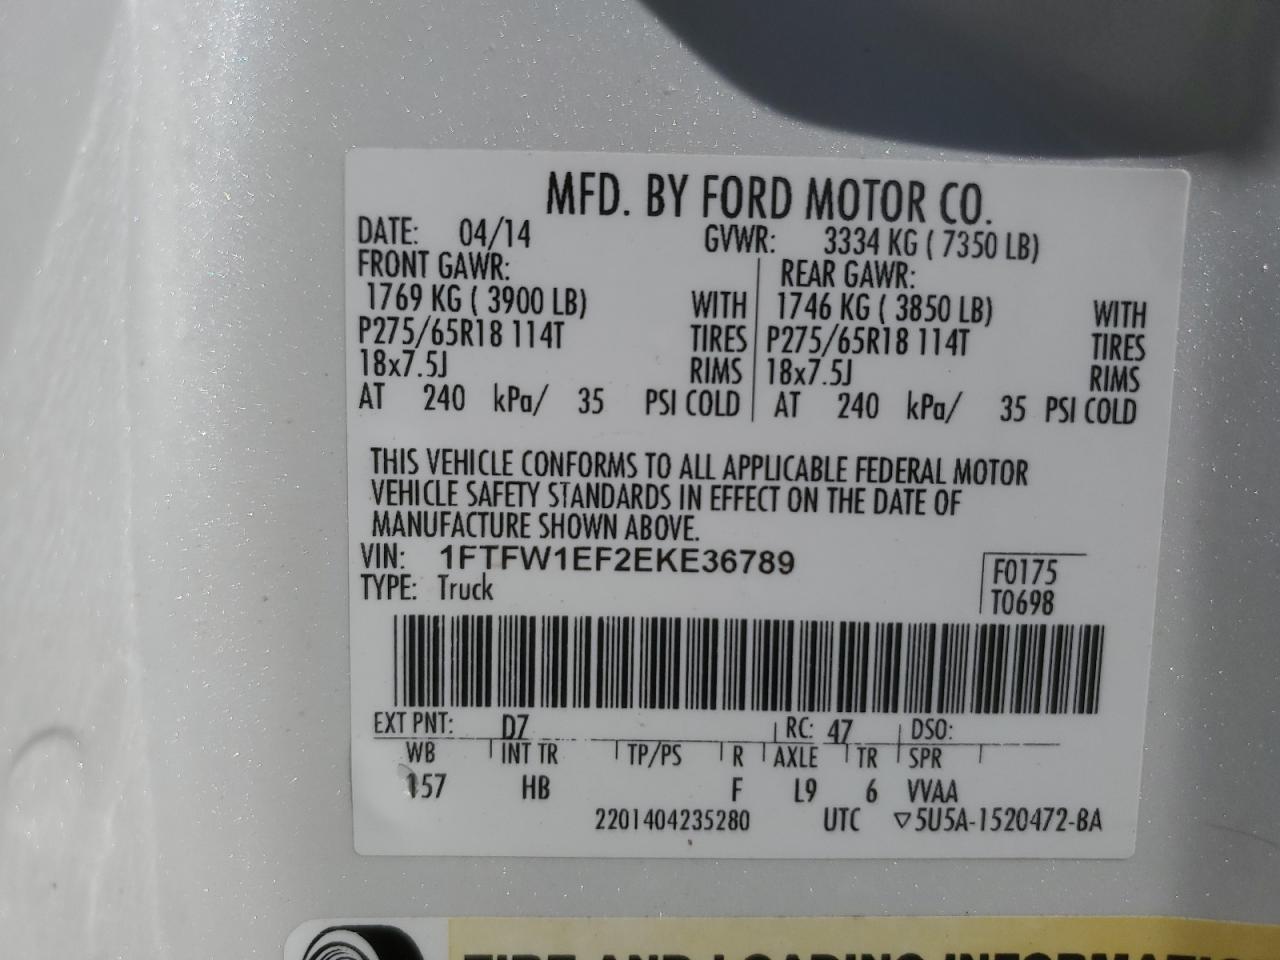 MFD. BY FORD MOTOR CO.
DATE: 04/14 GVWR: 3334 KG ( 7350 LB)
FRONT GAWR: REAR GAWR:
1769 KG ( 3900 LB) WITH 1746 KG ( 3850 LB) WITH
P275/65R18 114T TIRES P275/65R18 114T TIRES
18x7.5J RIMS 18x7.5J RIMS
AT 240 kPa/ 35 PSI COLD AT 240 kPa/ 35 PSI COLD
THIS VEHICLE CONFORMS TO ALL APPLICABLE FEDERAL MOTOR
VEHICLE SAFETY STANDARDS IN EFFECT ON THE DATE OF
MANUFACTURE SHOWN ABOVE.
VIN: 1FTFW1EF2EKE36789
TYPE: Truck
F0175
T0698
EXT PNT: D7 RC: 47 DSO:
WB INT TR TP/PS R AXLE TR SPR
157 HB F L9 6 VVAA
2201404235280 UTC ▽5U5A-1520472-BA
TIRE AND LOADING INFORMATION